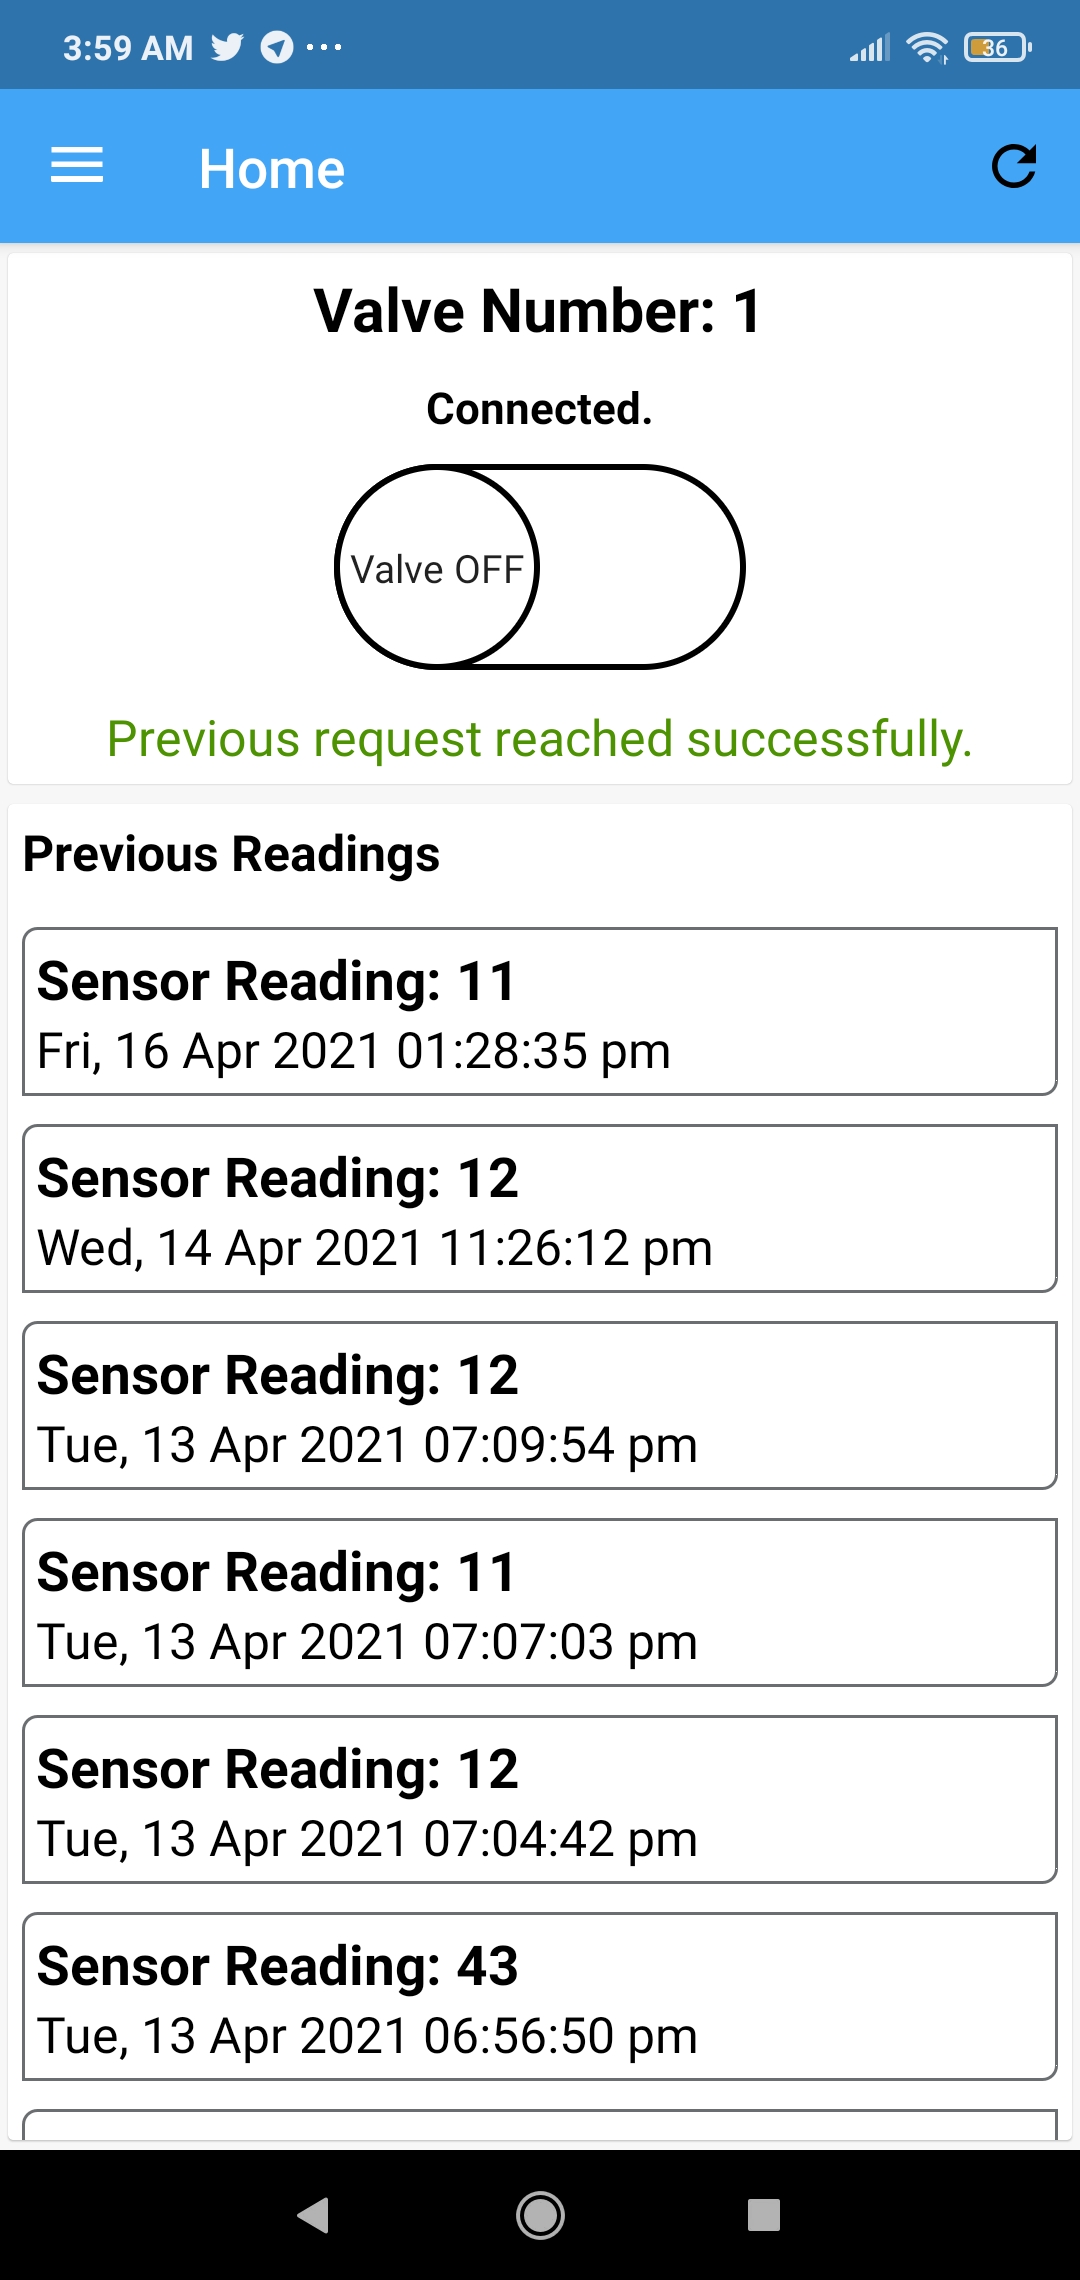 3:59 AM
36
Home
Valve Number: 1
Connected.
Valve OFF
Previous request reached successfully.
Previous Readings
Sensor Reading: 11
Fri, 16 Apr 2021 01:28:35 pm
Sensor Reading: 12
Wed, 14 Apr 2021 11:26:12 pm
Sensor Reading: 12
Tue, 13 Apr 2021 07:09:54 pm
Sensor Reading: 11
Tue, 13 Apr 2021 07:07:03 pm
Sensor Reading: 12
Tue, 13 Apr 2021 07:04:42 pm
Sensor Reading: 43
Tue, 13 Apr 2021 06:56:50 pm